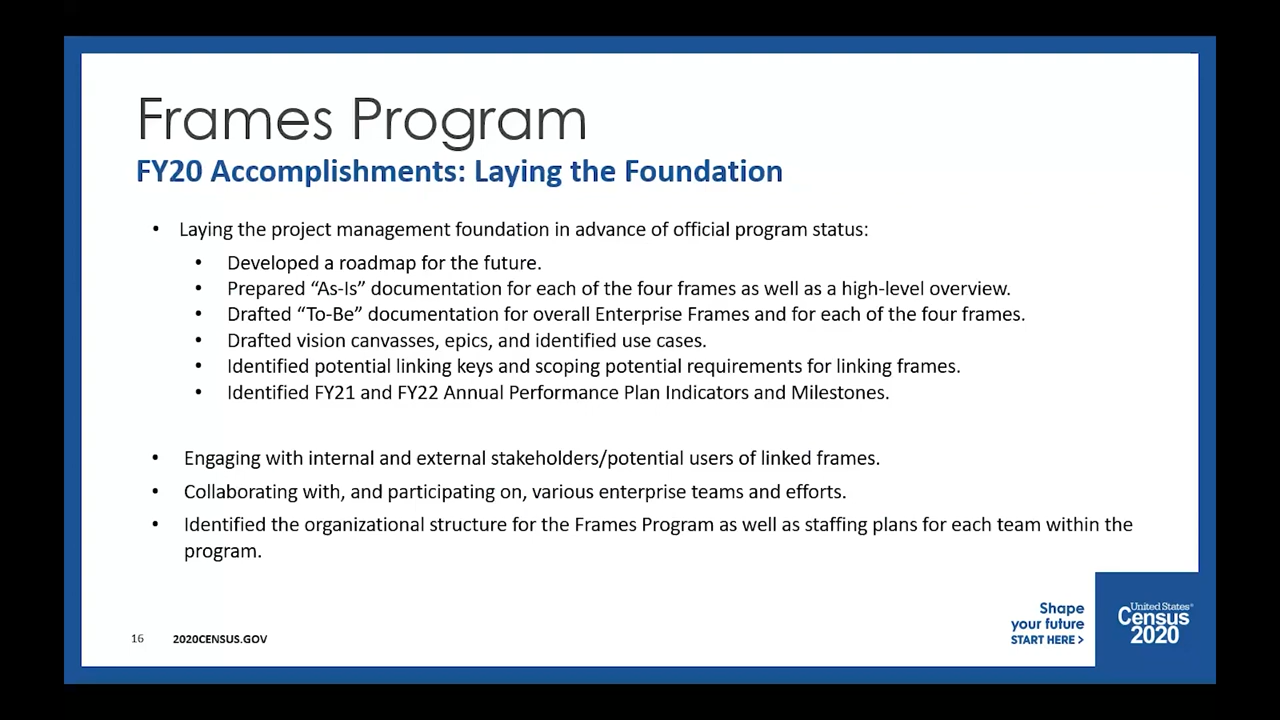 Frames Program
FY20 Accomplishments: Laying the Foundation
• Laying the project management foundation in advance of official program status:
• Developed a roadmap for the future.
• Prepared “As-Is” documentation for each of the four frames as well as a high-level overview.
• Drafted “To-Be” documentation for overall Enterprise Frames and for each of the four frames.
• Drafted vision canvasses, epics, and identified use cases.
• Identified potential linking keys and scoping potential requirements for linking frames.
• Identified FY21 and FY22 Annual Performance Plan Indicators and Milestones.
• Engaging with internal and external stakeholders/potential users of linked frames.
• Collaborating with, and participating on, various enterprise teams and efforts.
• Identified the organizational structure for the Frames Program as well as staffing plans for each team within the
program.
16 2020CENSUS.GOV
Shape
your future
START HERE >
United States®
Census
2020